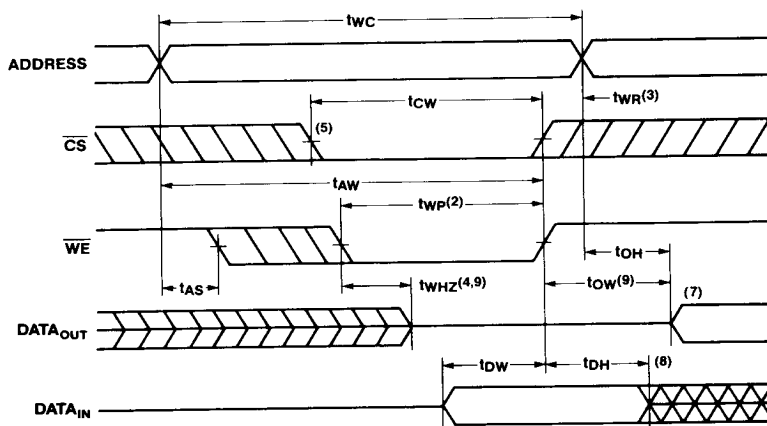 tWC
ADDRESS
tCW
tWR(3)
CS
(5)
tAW
tWP(2)
WE
tOH
tAS
tWHZ(4,9)
tOW(9)
(7)
DATAOUT
tDW
tDH
(8)
DATAIN